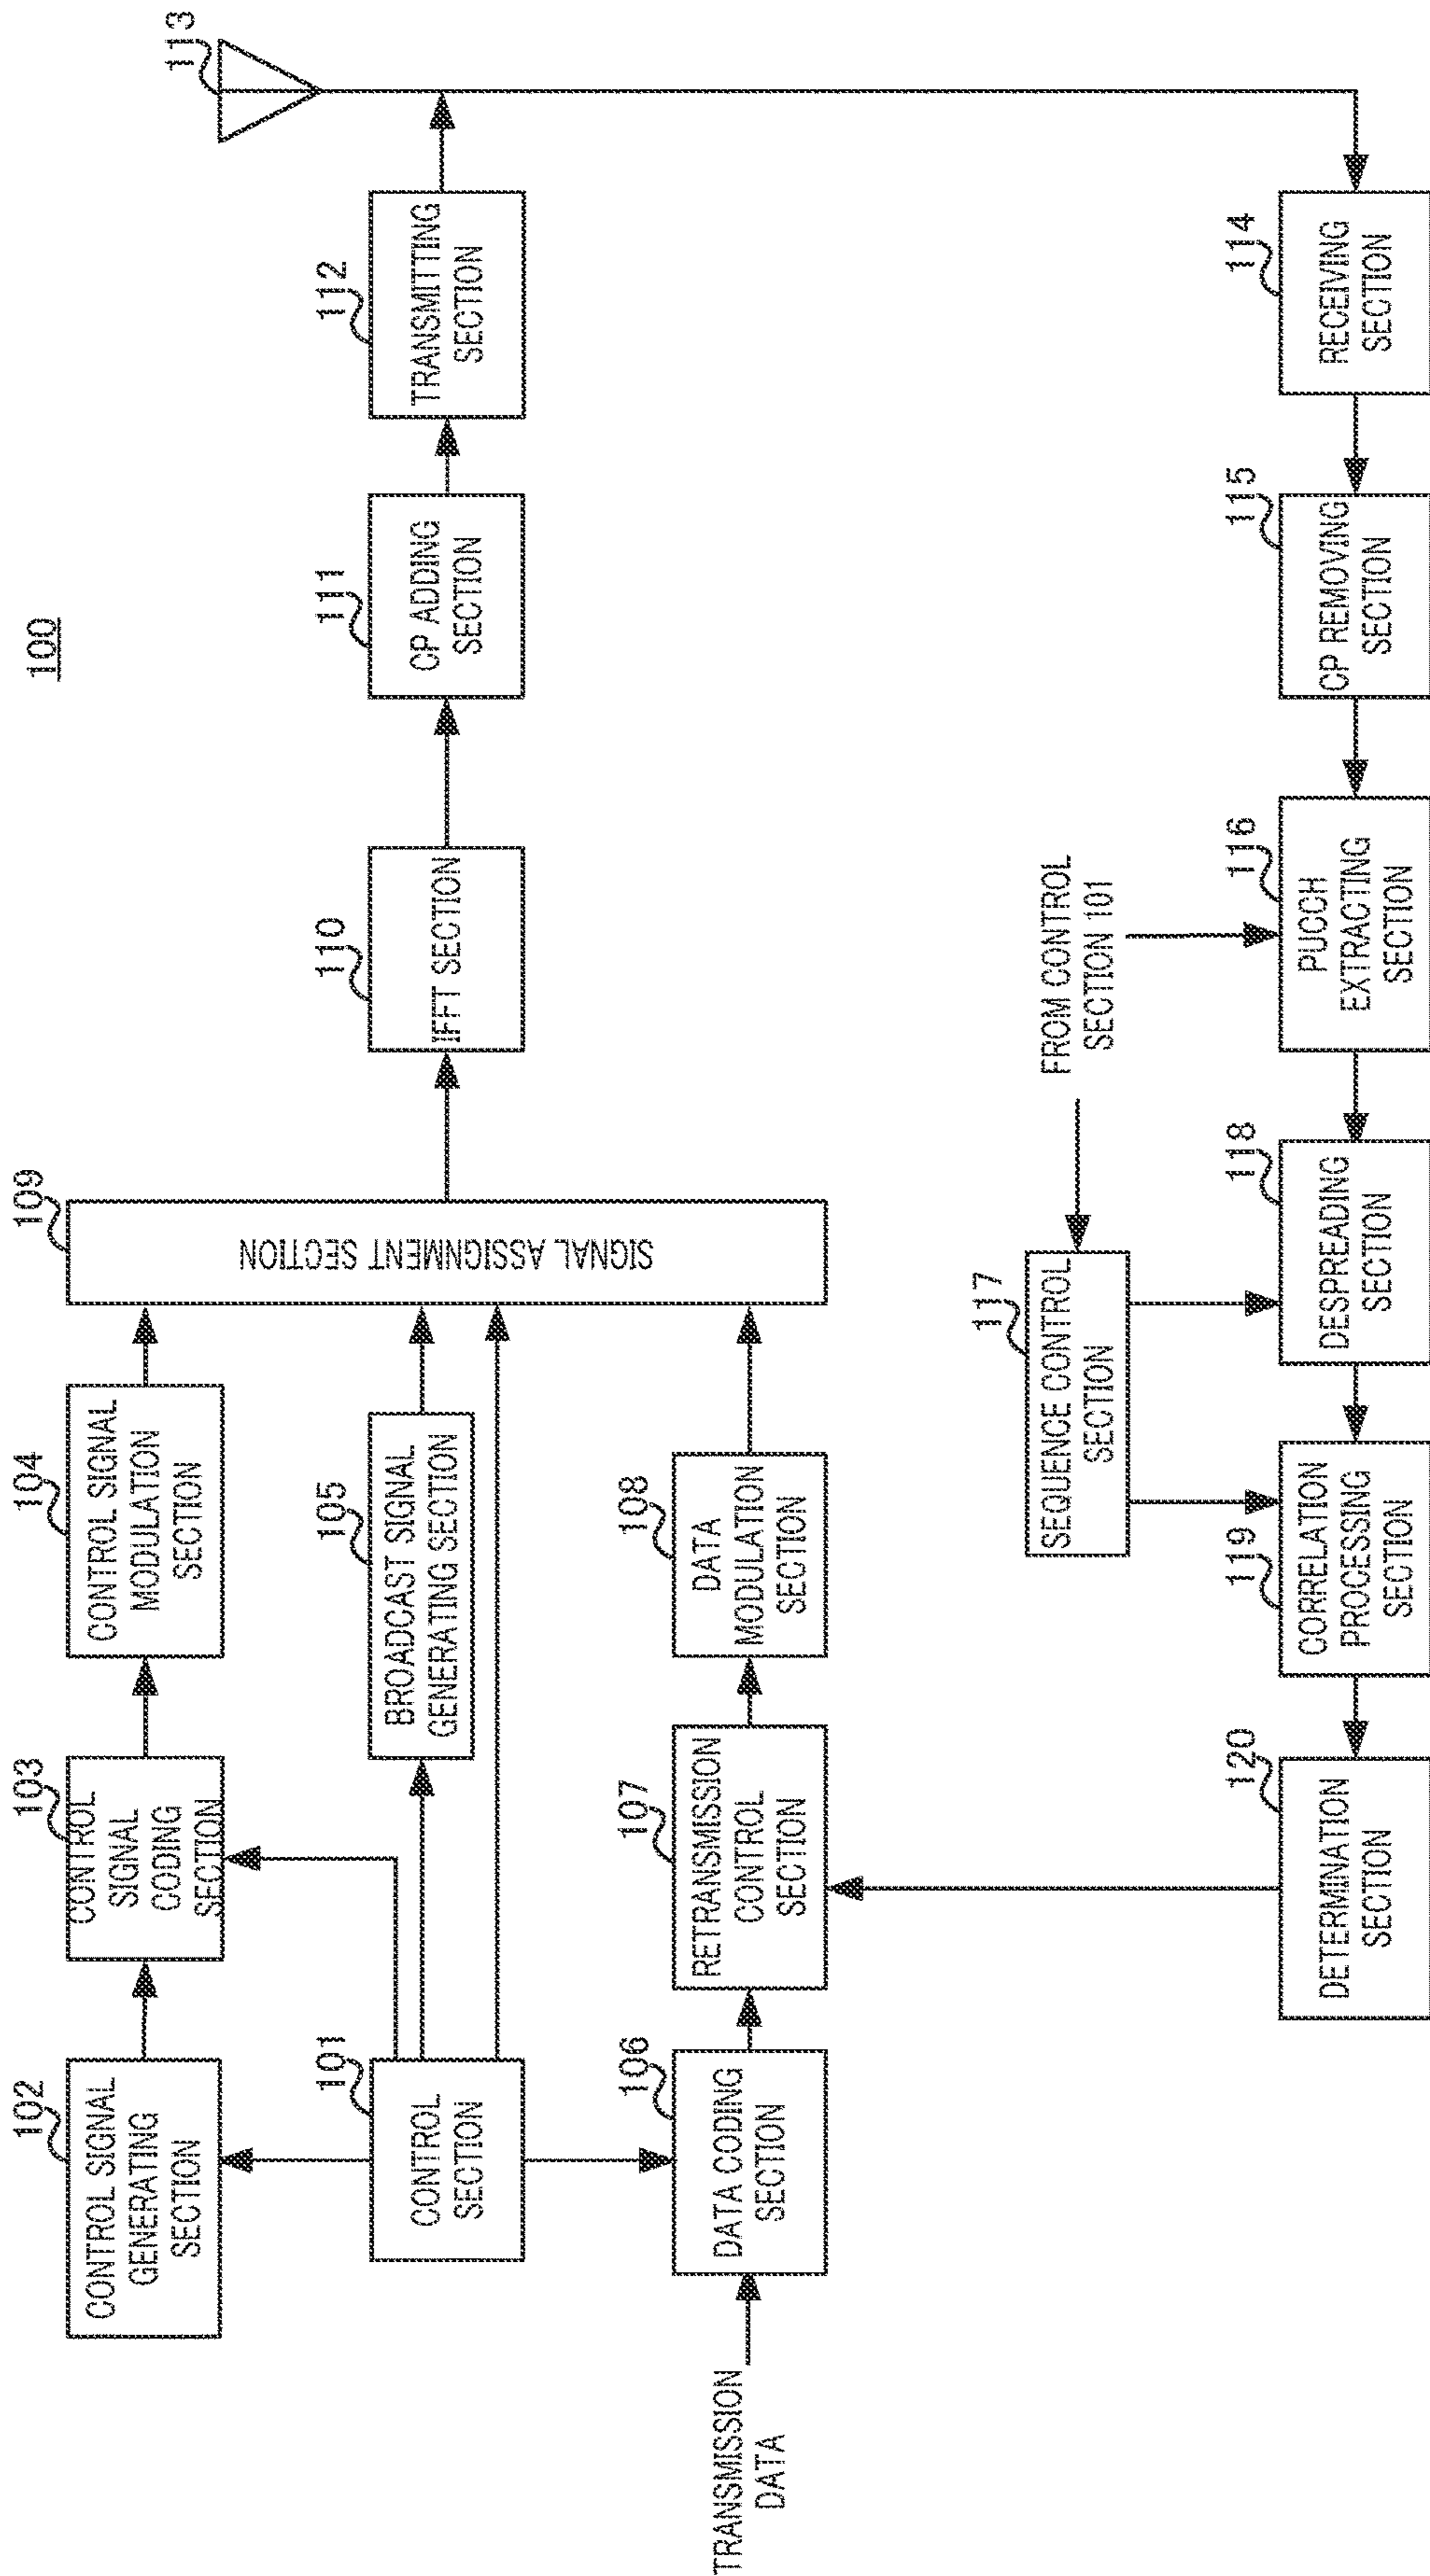 100
102
CONTROL SIGNAL
GENERATING
SECTION
103
CONTROL
SIGNAL
CODING
SECTION
104
CONTROL SIGNAL
MODULATION
SECTION
109
SIGNAL ASSIGNMENT SECTION
101
CONTROL
SECTION
105
BROADCAST SIGNAL
GENERATING SECTION
110
IFFT SECTION
111
CP ADDING
SECTION
112
TRANSMITTING
SECTION
113
TRANSMISSION
DATA
106
DATA CODING
SECTION
107
RETRANSMISSION
CONTROL
SECTION
108
DATA
MODULATION
SECTION
117
SEQUENCE CONTROL
SECTION
FROM CONTROL
SECTION 101
120
DETERMINATION
SECTION
119
CORRELATION
PROCESSING
SECTION
118
DESPREADING
SECTION
116
PUCCH
EXTRACTING
SECTION
115
CP REMOVING
SECTION
114
RECEIVING
SECTION